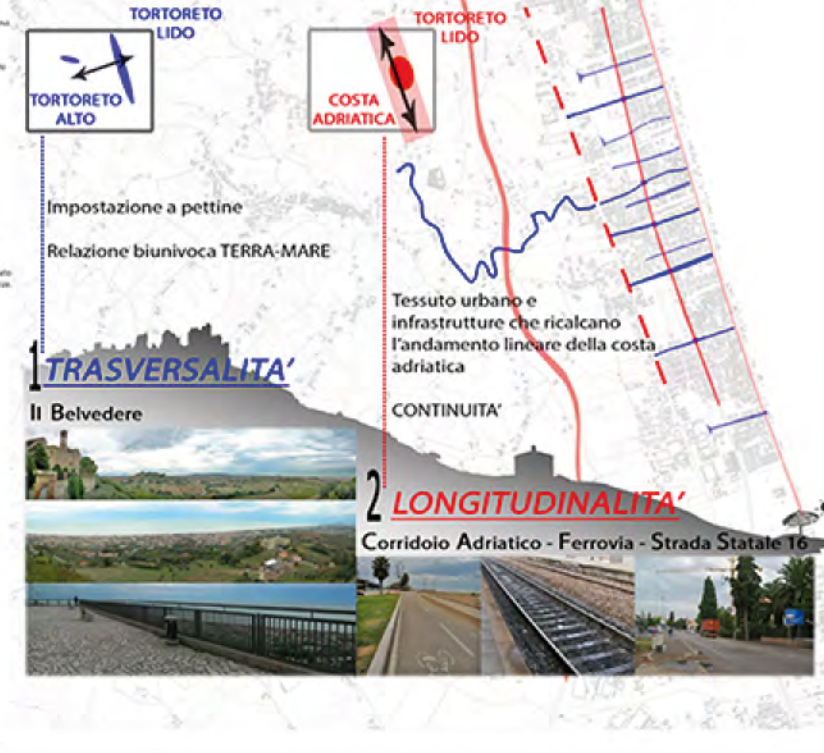 TORTORETO
LIDO
TORTORETO
ALTO
TORTORETO
LIDO
COSTA
ADRIATICA
Impostazione a pettine
Relazione biunivoca TERRA-MARE
Tessuto urbano e
infrastrutture che ricalcano
l'andamento lineare della costa
adriatica
CONTINUITA'
1 TRASVERSALITA'
Il Belvedere
2 LONGITUDINALITA'
Corridoio Adriatico - Ferrovia - Strada Statale 16